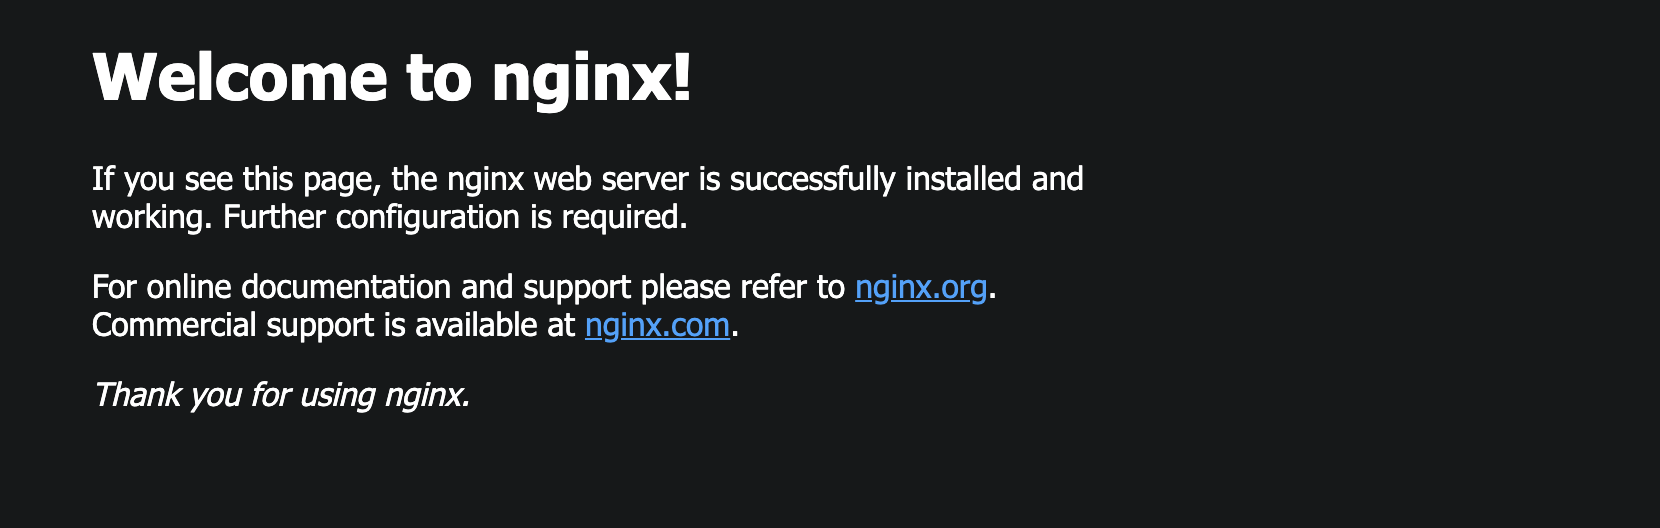 Welcome to nginx!
If you see this page, the nginx web server is successfully installed and
working. Further configuration is required.
For online documentation and support please refer to nginx.org.
Commercial support is available at nginx.com.
Thank you for using nginx.